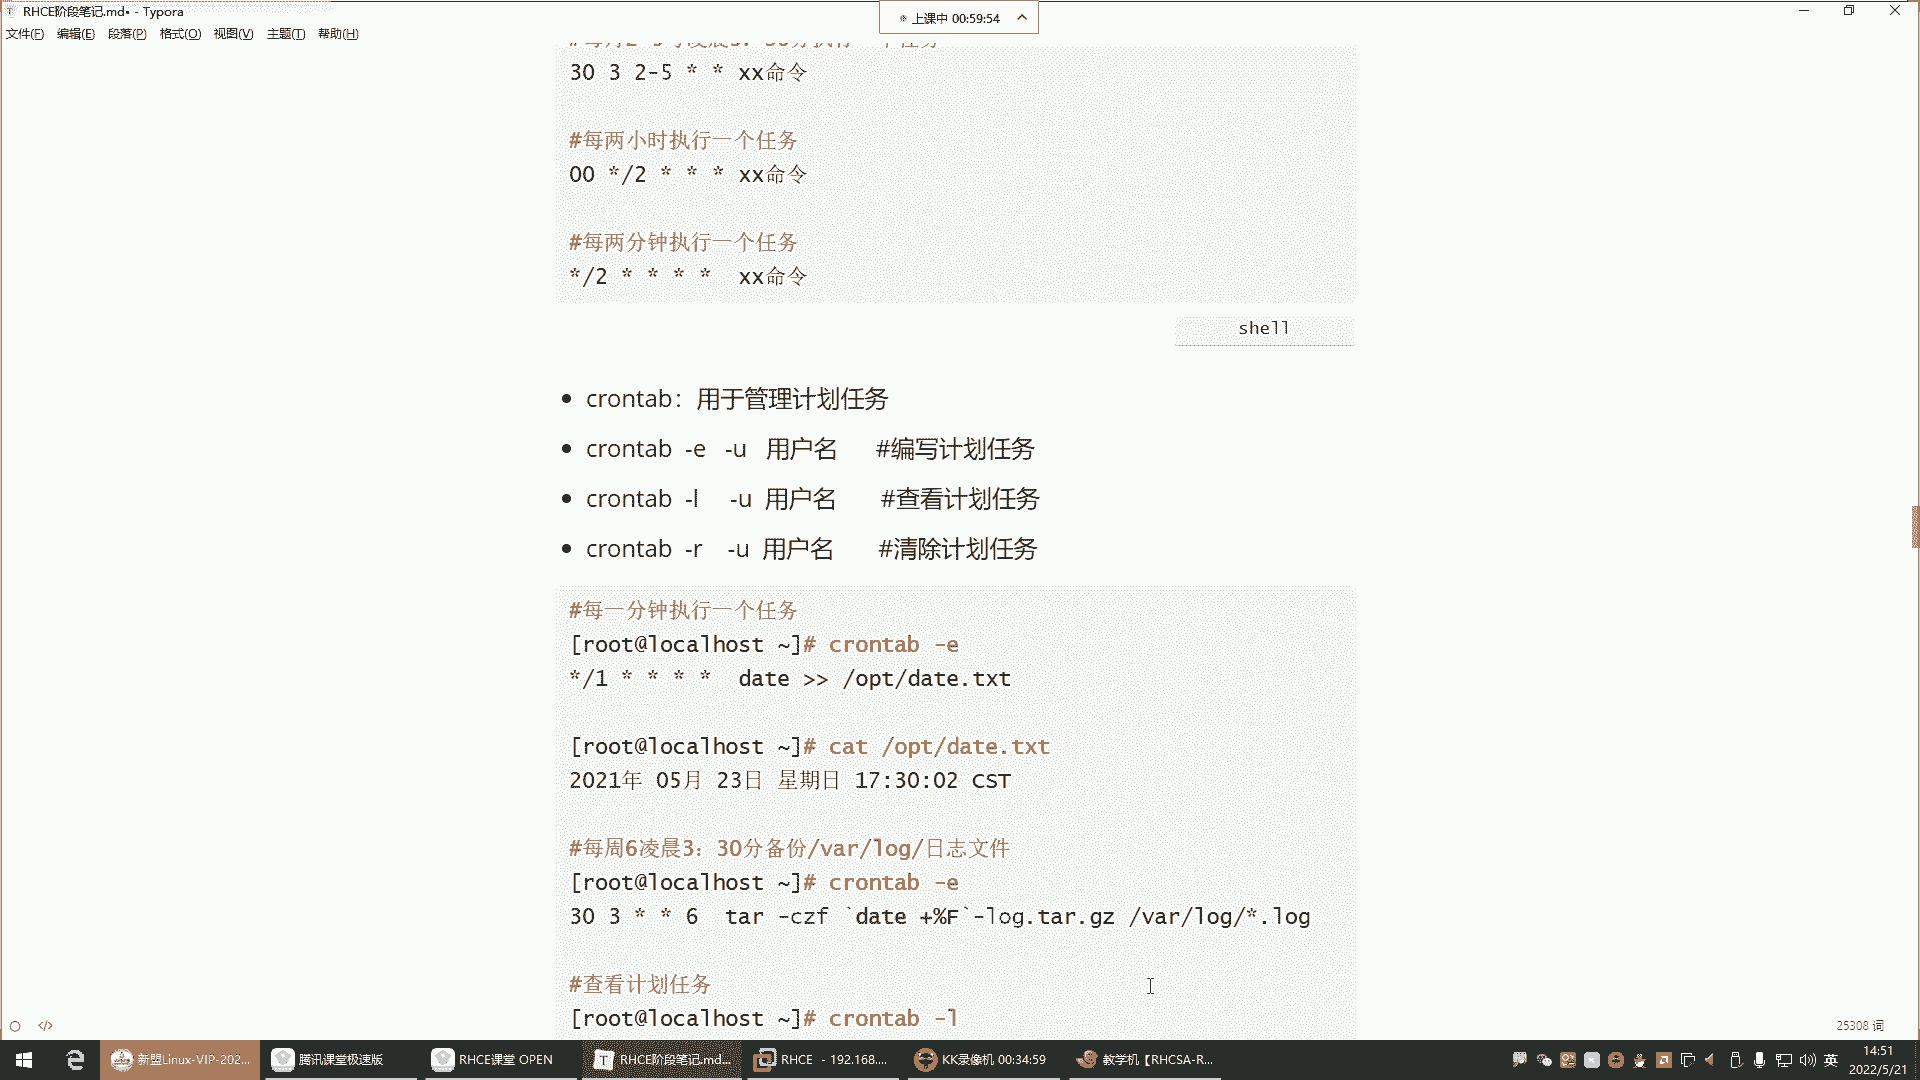 RHCE阶段笔记.md• - Typora
上课中 00:59:54
文件(F) 编辑(E) 段落(P) 格式(O) 视图(V) 主题(T) 帮助(H)
30 3 2-5 * * xx命令
#每两小时执行一个任务
00 */2 * * * xx命令
#每两分钟执行一个任务
*/2 * * * * xx命令
shell
• crontab：用于管理计划任务
• crontab -e -u 用户名 #编写计划任务
• crontab -l -u 用户名 #查看计划任务
• crontab -r -u 用户名 #清除计划任务
#每一分钟执行一个任务
[root@localhost ~]# crontab -e
*/1 * * * * date >> /opt/date.txt
[root@localhost ~]# cat /opt/date.txt
2021年 05月 23日 星期日 17:30:02 CST
#每周6凌晨3：30分备份/var/log/日志文件
[root@localhost ~]# crontab -e
30 3 * * 6 tar -czf `date +%F`-log.tar.gz /var/log/*.log
#查看计划任务
[root@localhost ~]# crontab -l
25308 词
新盟Linux-VIP-202... 腾讯课堂极速版 RHCE课堂 OPEN RHCE阶段笔记.md... RHCE - 192.168.... KK录像机 00:34:59 教学机【RHCSA-R... 英 14:51
2022/5/21